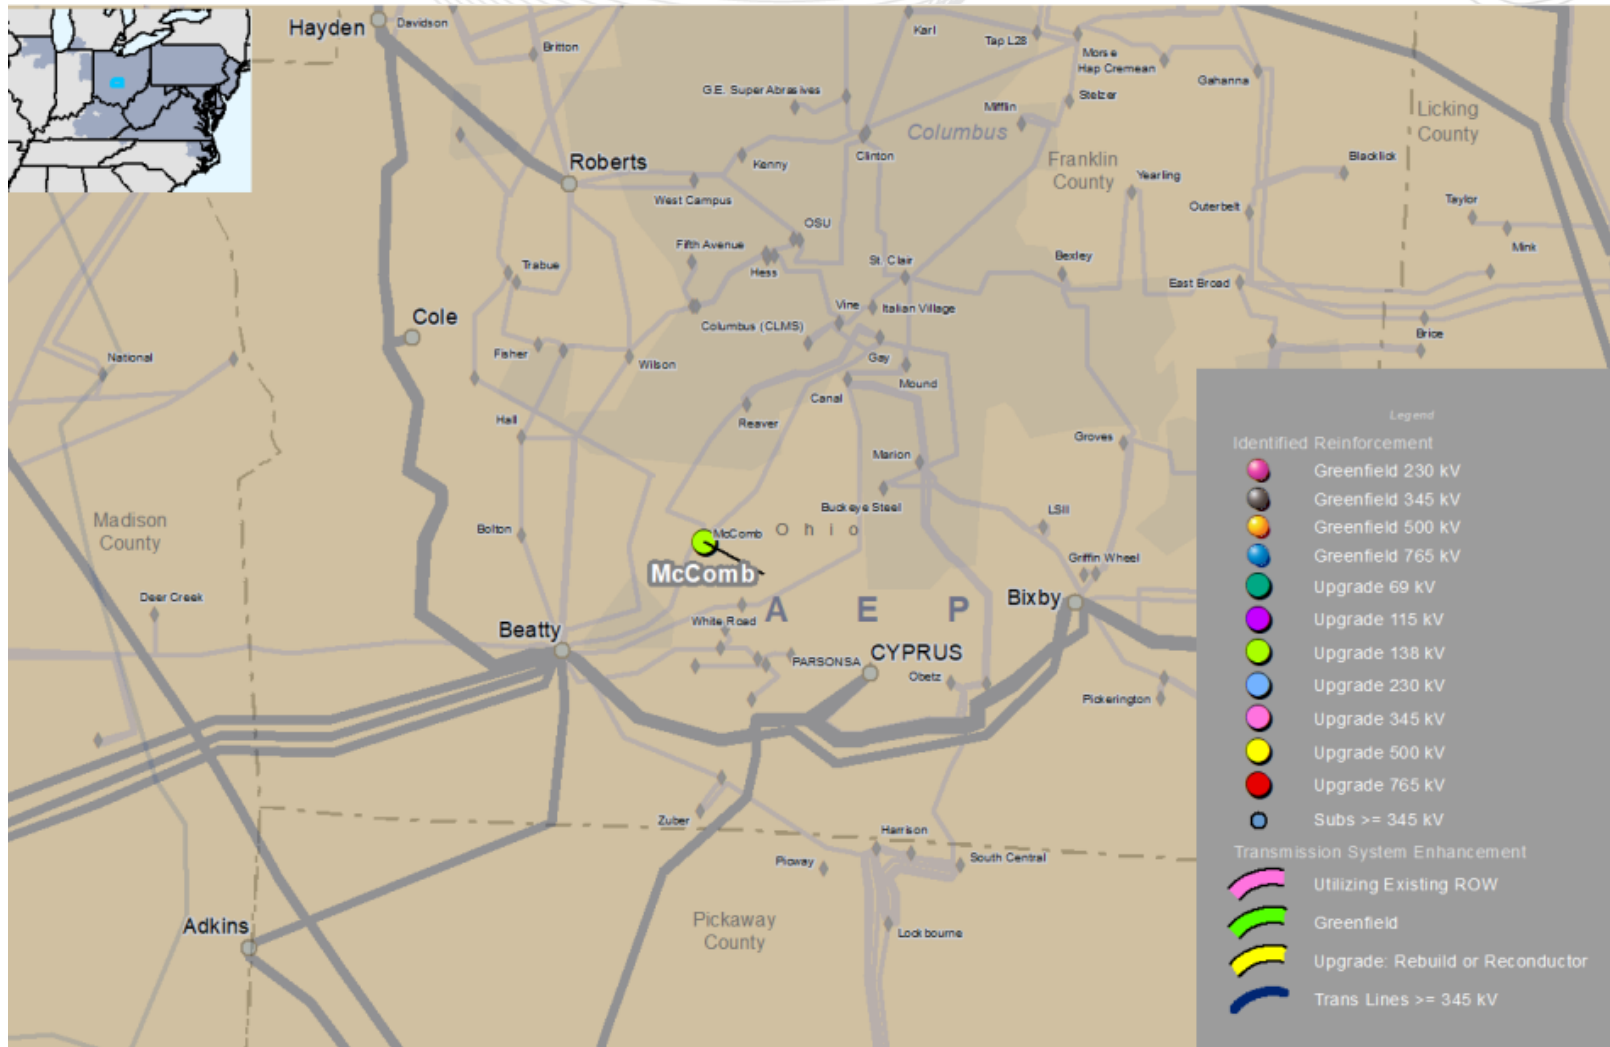 Hayden
Davidson
Britton
Karl
Tap L28
Morse
Hap Cremean
Gahanna
G.E. Super Abrasives
Stelzer
Mifflin
Columbus
Licking
County
Clinton
Roberts
Kenny
Franklin
County
Blacklick
Yearling
West Campus
Outerbelt
Taylor
OSU
Fifth Avenue
Mink
Hess
St. Clair
Bexley
Trabue
East Broad
Vine
Italian Village
Cole
Columbus (CLMS)
Brice
National
Fisher
Wilson
Gay
Mound
Canal
Reaver
Hall
Groves
Marion
Buckeye Steel
LSII
Madison
County
Bolton
McComb
Ohio
McComb
Griffin Wheel
Deer Creek
Bixby
A E P
White Road
Beatty
PARSONSA
CYPRUS
Obetz
Pickerington
Zuber
Harrison
Picway
South Central
Pickaway
County
Adkins
Lockbourne
Legend
Identified Reinforcement
Greenfield 230 kV
Greenfield 345 kV
Greenfield 500 kV
Greenfield 765 kV
Upgrade 69 kV
Upgrade 115 kV
Upgrade 138 kV
Upgrade 230 kV
Upgrade 345 kV
Upgrade 500 kV
Upgrade 765 kV
Subs >= 345 kV
Transmission System Enhancement
Utilizing Existing ROW
Greenfield
Upgrade: Rebuild or Reconductor
Trans Lines >= 345 kV